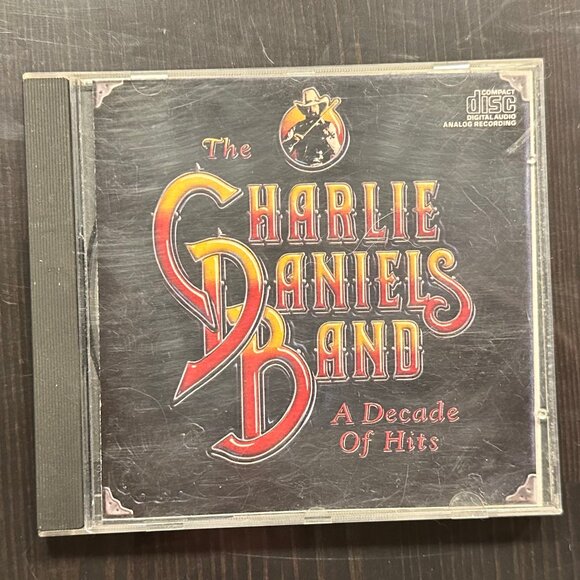 COMPACT
disc
DIGITAL AUDIO
ANALOG RECORDING
The
CHARLIE
DANIELS
BAND
A Decade
Of Hits